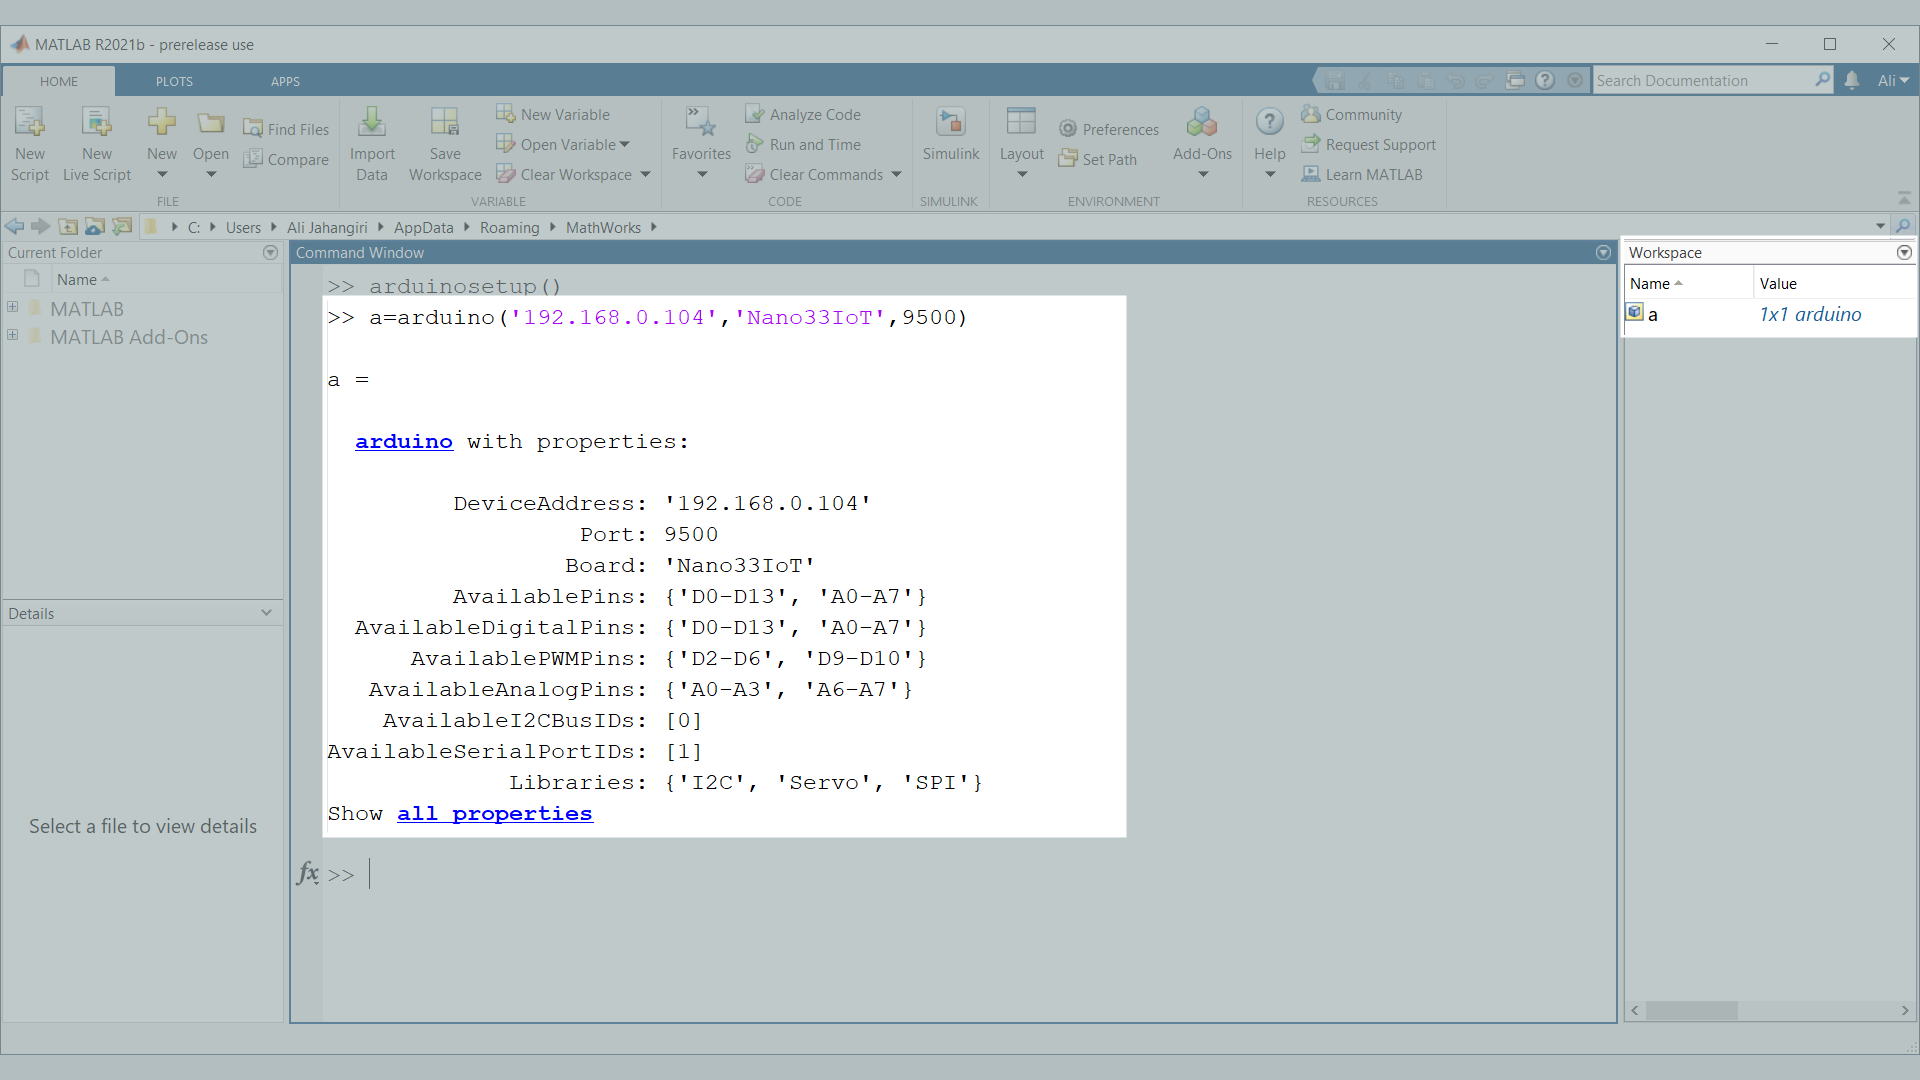 MATLAB R2021b - prerelease use
HOME PLOTS APPS
Search Documentation
Ali
New Script
New Live Script
New
Open
Find Files
Compare
FILE
Import Data
Save Workspace
New Variable
Open Variable
Clear Workspace
VARIABLE
Favorites
Analyze Code
Run and Time
Clear Commands
CODE
Simulink
SIMULINK
Layout
Preferences
Set Path
Add-Ons
ENVIRONMENT
Help
Community
Request Support
Learn MATLAB
RESOURCES
C: Users Ali Jahangiri AppData Roaming MathWorks
Current Folder
Name
MATLAB
MATLAB Add-Ons
Details
Select a file to view details
Command Window
>> arduinosetup()
>> a=arduino('192.168.0.104','Nano33IoT',9500)
a =
arduino with properties:
DeviceAddress: '192.168.0.104'
Port: 9500
Board: 'Nano33IoT'
AvailablePins: {'D0-D13', 'A0-A7'}
AvailableDigitalPins: {'D0-D13', 'A0-A7'}
AvailablePWMPins: {'D2-D6', 'D9-D10'}
AvailableAnalogPins: {'A0-A3', 'A6-A7'}
AvailableI2CBusIDs: [0]
AvailableSerialPortIDs: [1]
Libraries: {'I2C', 'Servo', 'SPI'}
Show all properties
fx >>
Workspace
Name Value
a 1x1 arduino